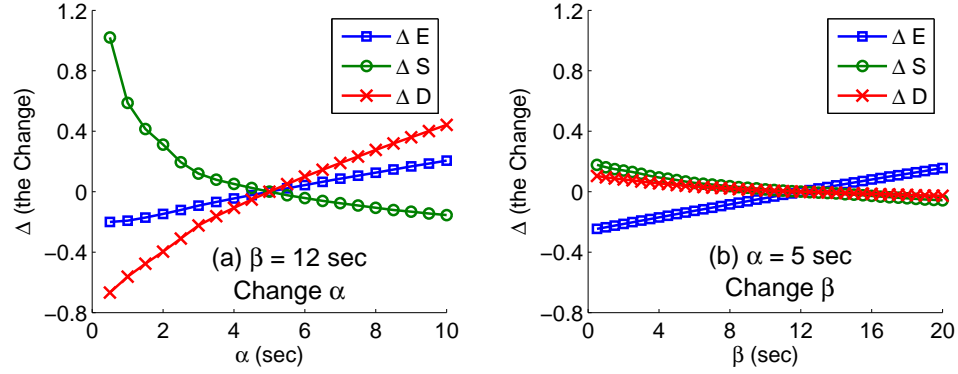 1.2
0.8
0.4
0
−0.4
−0.8
Δ (the Change)
Δ E
Δ S
Δ D
(a) β = 12 sec
Change α
0 2 4 6 8 10
α (sec)
1.2
0.8
0.4
0
−0.4
−0.8
Δ (the Change)
Δ E
Δ S
Δ D
(b) α = 5 sec
Change β
0 4 8 12 16 20
β (sec)